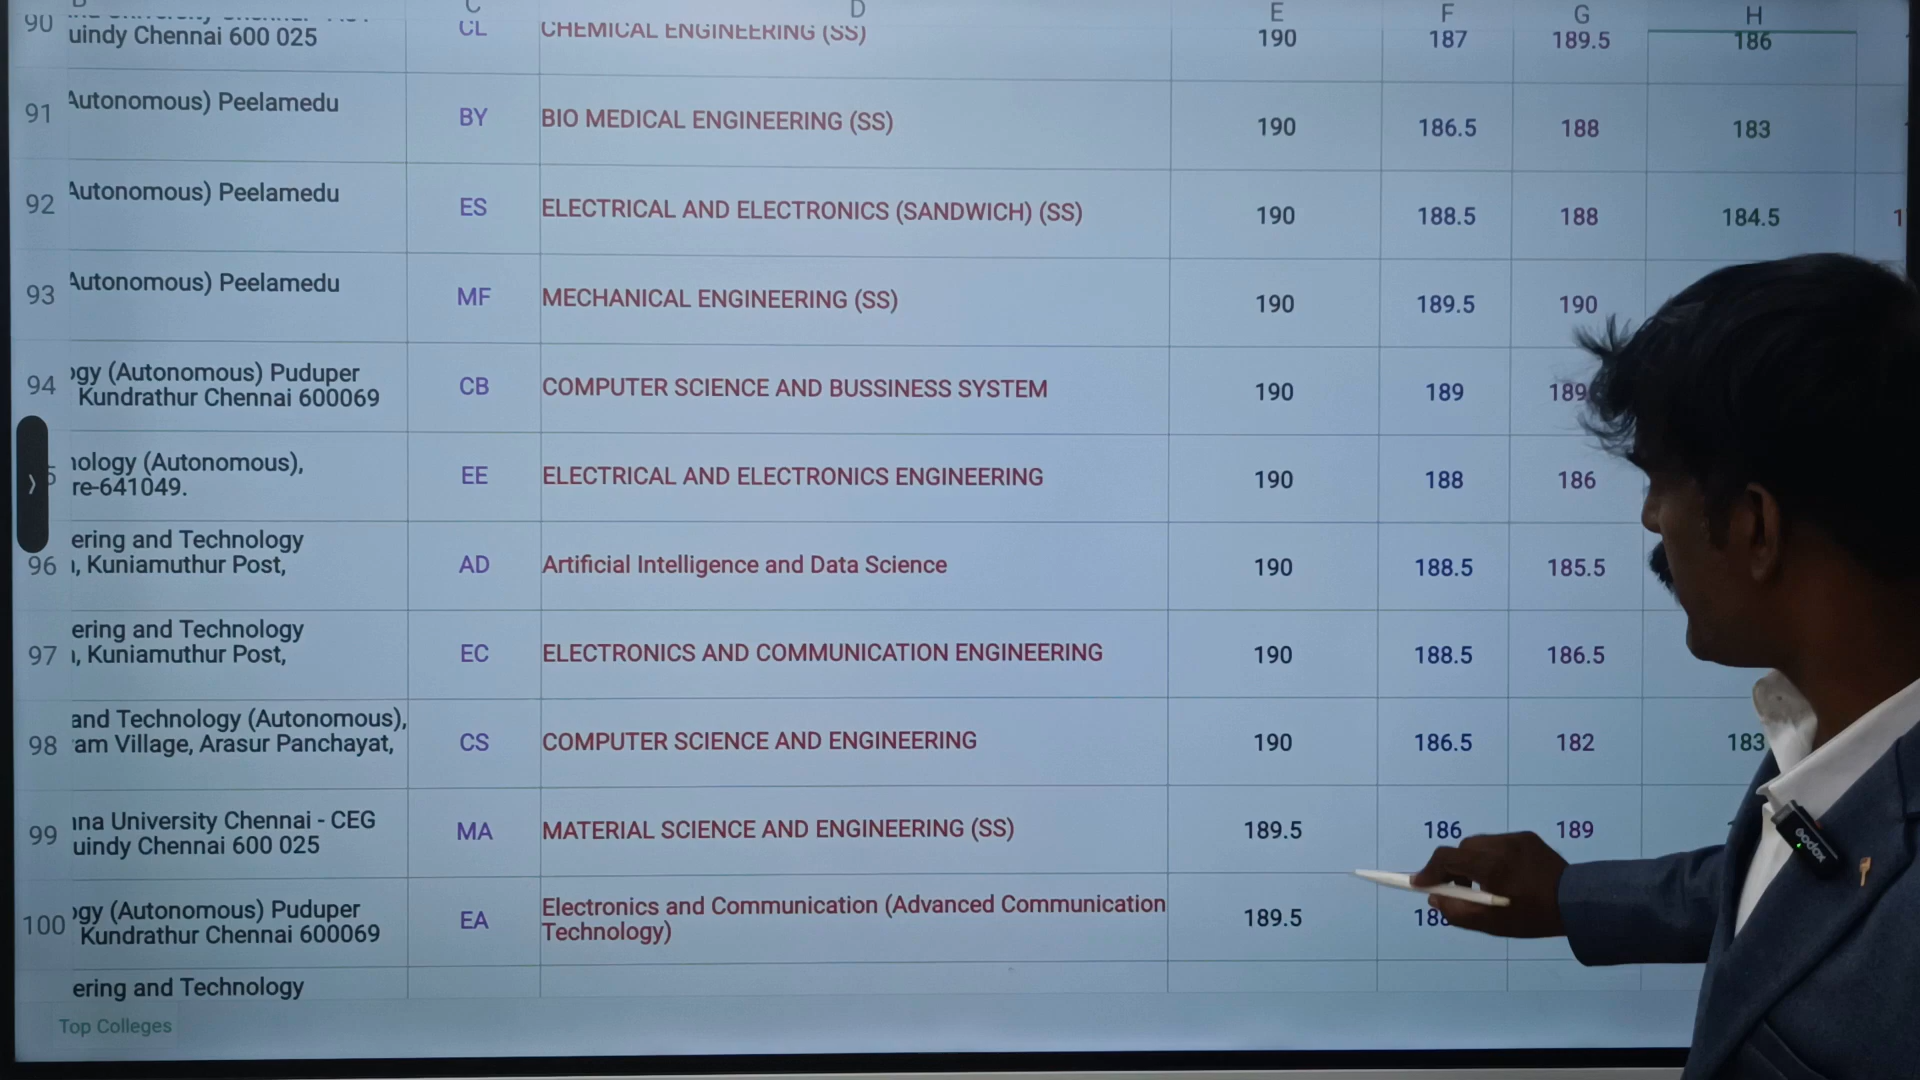 C D E F G H
90 uindy Chennai 600 025 CL CHEMICAL ENGINEERING (SS) 190 187 189.5 186
91 Autonomous) Peelamedu BY BIO MEDICAL ENGINEERING (SS) 190 186.5 188 183
92 Autonomous) Peelamedu ES ELECTRICAL AND ELECTRONICS (SANDWICH) (SS) 190 188.5 188 184.5 1
93 Autonomous) Peelamedu MF MECHANICAL ENGINEERING (SS) 190 189.5 190
94 ogy (Autonomous) Puduper
Kundrathur Chennai 600069 CB COMPUTER SCIENCE AND BUSSINESS SYSTEM 190 189 189
5 nology (Autonomous),
re-641049. EE ELECTRICAL AND ELECTRONICS ENGINEERING 190 188 186
96 ering and Technology
, Kuniamuthur Post, AD Artificial Intelligence and Data Science 190 188.5 185.5
97 ering and Technology
, Kuniamuthur Post, EC ELECTRONICS AND COMMUNICATION ENGINEERING 190 188.5 186.5
98 and Technology (Autonomous),
am Village, Arasur Panchayat, CS COMPUTER SCIENCE AND ENGINEERING 190 186.5 182 183
99 na University Chennai - CEG
uindy Chennai 600 025 MA MATERIAL SCIENCE AND ENGINEERING (SS) 189.5 186 189
100 ogy (Autonomous) Puduper
Kundrathur Chennai 600069 EA Electronics and Communication (Advanced Communication
Technology) 189.5 188
ering and Technology
Top Colleges
Godox